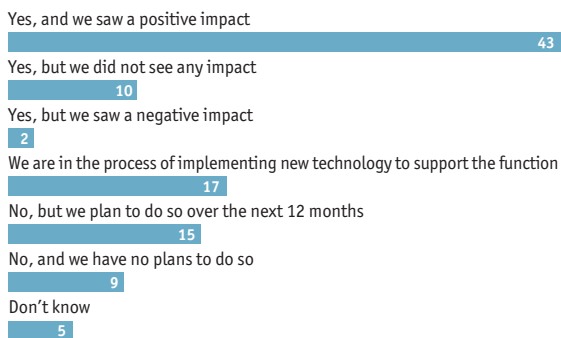 Yes, and we saw a positive impact
43
Yes, but we did not see any impact
10
Yes, but we saw a negative impact
2
We are in the process of implementing new technology to support the function
17
No, but we plan to do so over the next 12 months
15
No, and we have no plans to do so
9
Don’t know
5